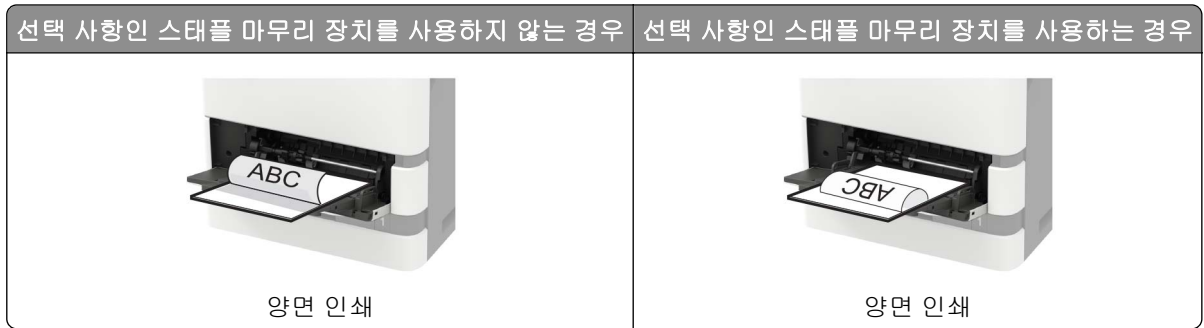 선택 사항인 스태플 마무리 장치를 사용하지 않는 경우
선택 사항인 스태플 마무리 장치를 사용하는 경우
ABC
ABC
양면 인쇄
양면 인쇄